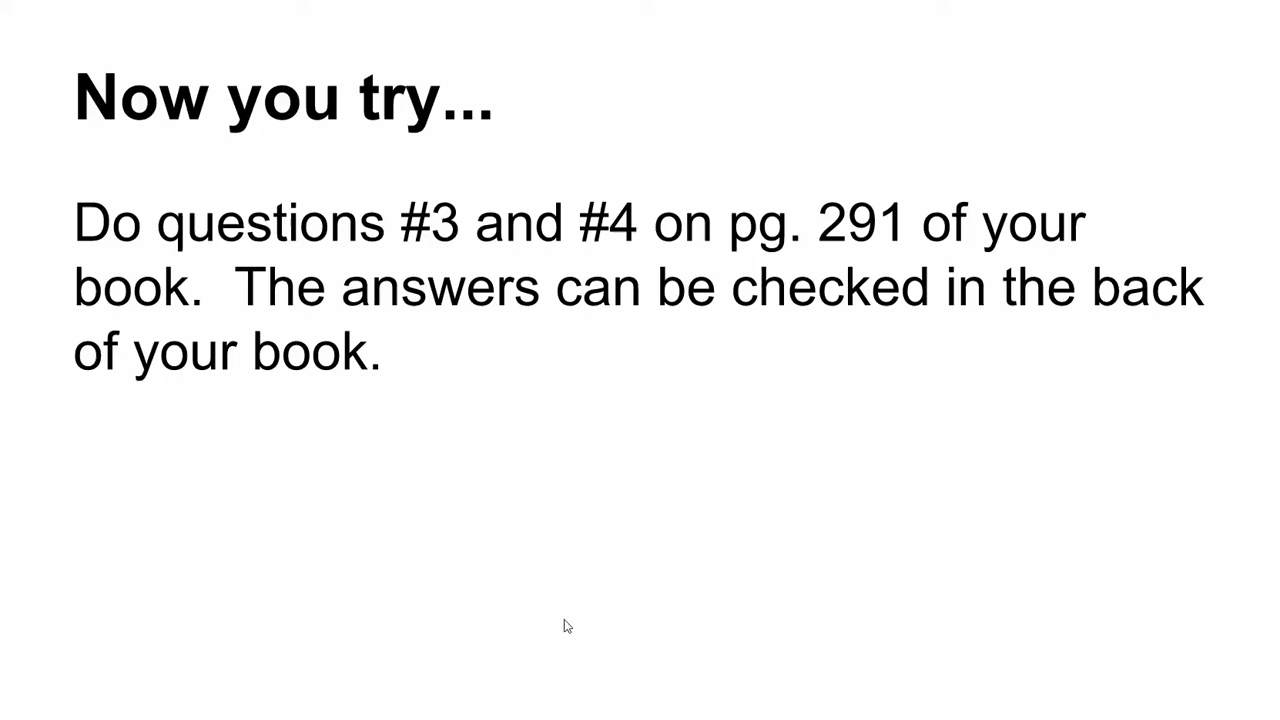 Now you try...
Do questions #3 and #4 on pg. 291 of your
book.  The answers can be checked in the back
of your book.